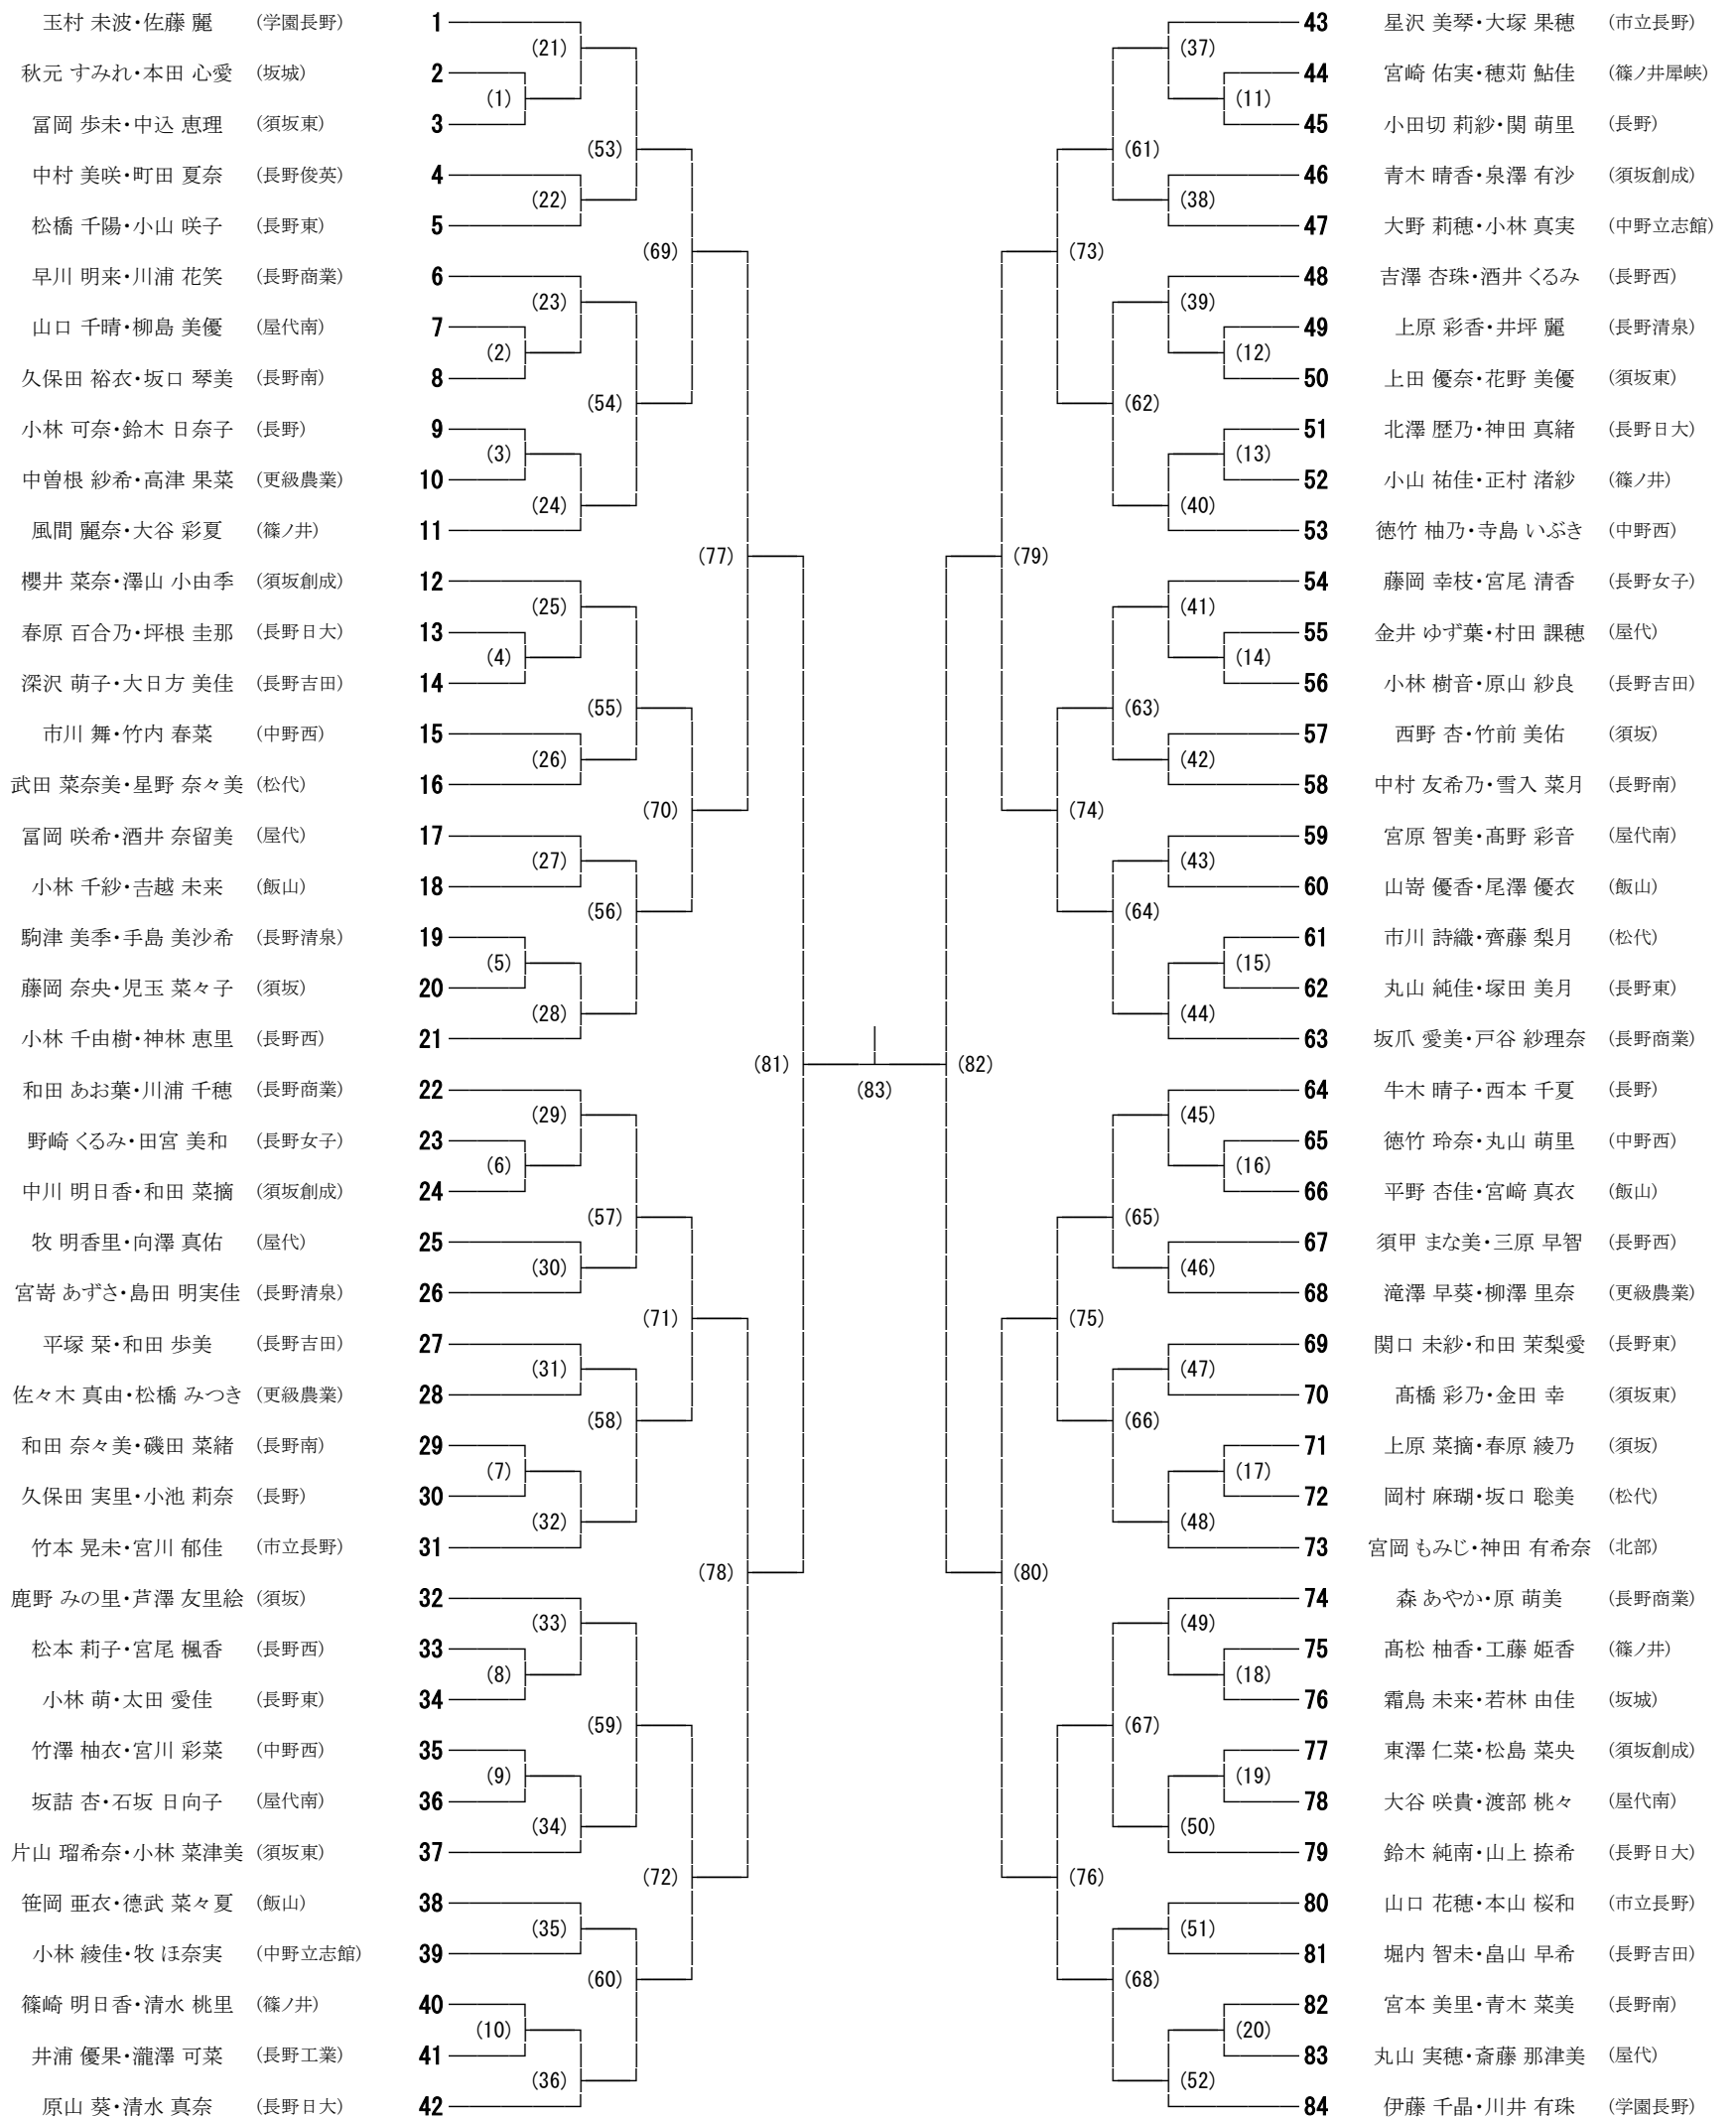 玉村 未波・佐藤 麗 (学園長野) 1
(21)
秋元 すみれ・本田 心愛 (坂城) 2
(1)
冨岡 歩未・中込 恵理 (須坂東) 3
(53)
中村 美咲・町田 夏奈 (長野俊英) 4
(22)
松橋 千陽・小山 咲子 (長野東) 5
(69)
早川 明来・川浦 花笑 (長野商業) 6
(23)
山口 千晴・柳島 美優 (屋代南) 7
(2)
久保田 裕衣・坂口 琴美 (長野南) 8
(54)
小林 可奈・鈴木 日奈子 (長野) 9
(3)
中曽根 紗希・高津 果菜 (更級農業) 10
(24)
風間 麗奈・大谷 彩夏 (篠ノ井) 11
(77)
櫻井 菜奈・澤山 小由季 (須坂創成) 12
(25)
春原 百合乃・坪根 圭那 (長野日大) 13
(4)
深沢 萌子・大日方 美佳 (長野吉田) 14
(55)
市川 舞・竹内 春菜 (中野西) 15
(26)
武田 菜奈美・星野 奈々美 (松代) 16
(70)
冨岡 咲希・酒井 奈留美 (屋代) 17
(27)
小林 千紗・吉越 未来 (飯山) 18
(56)
駒津 美季・手島 美沙希 (長野清泉) 19
(5)
藤岡 奈央・児玉 菜々子 (須坂) 20
(28)
小林 千由樹・神林 恵里 (長野西) 21
(81)
和田 あお葉・川浦 千穂 (長野商業) 22
(29)
野崎 くるみ・田宮 美和 (長野女子) 23
(6)
中川 明日香・和田 菜摘 (須坂創成) 24
(57)
牧 明香里・向澤 真佑 (屋代) 25
(30)
宮嵜 あずさ・島田 明実佳 (長野清泉) 26
(71)
平塚 栞・和田 歩美 (長野吉田) 27
(31)
佐々木 真由・松橋 みつき (更級農業) 28
(58)
和田 奈々美・磯田 菜緒 (長野南) 29
(7)
久保田 実里・小池 莉奈 (長野) 30
(32)
竹本 晃未・宮川 郁佳 (市立長野) 31
(78)
鹿野 みの里・芦澤 友里絵 (須坂) 32
(33)
松本 莉子・宮尾 楓香 (長野西) 33
(8)
小林 萌・太田 愛佳 (長野東) 34
(59)
竹澤 柚衣・宮川 彩菜 (中野西) 35
(9)
坂詰 杏・石坂 日向子 (屋代南) 36
(34)
片山 瑠希奈・小林 菜津美 (須坂東) 37
(72)
笹岡 亜衣・德武 菜々夏 (飯山) 38
(35)
小林 綾佳・牧 ほ奈実 (中野立志館) 39
(60)
篠崎 明日香・清水 桃里 (篠ノ井) 40
(10)
井浦 優果・瀧澤 可菜 (長野工業) 41
(36)
原山 葵・清水 真奈 (長野日大) 42
(83)
43 星沢 美琴・大塚 果穂 (市立長野)
(37)
44 宮崎 佑実・穂苅 鮎佳 (篠ノ井犀峡)
(11)
45 小田切 莉紗・関 萌里 (長野)
(61)
46 青木 晴香・泉澤 有沙 (須坂創成)
(38)
47 大野 莉穂・小林 真実 (中野立志館)
(73)
48 吉澤 杏珠・酒井 くるみ (長野西)
(39)
49 上原 彩香・井坪 麗 (長野清泉)
(12)
50 上田 優奈・花野 美優 (須坂東)
(62)
51 北澤 歴乃・神田 真緒 (長野日大)
(13)
52 小山 祐佳・正村 渚紗 (篠ノ井)
(40)
53 徳竹 柚乃・寺島 いぶき (中野西)
(79)
54 藤岡 幸枝・宮尾 清香 (長野女子)
(41)
55 金井 ゆず葉・村田 課穂 (屋代)
(14)
56 小林 樹音・原山 紗良 (長野吉田)
(63)
57 西野 杏・竹前 美佑 (須坂)
(42)
58 中村 友希乃・雪入 菜月 (長野南)
(74)
59 宮原 智美・髙野 彩音 (屋代南)
(43)
60 山嵜 優香・尾澤 優衣 (飯山)
(64)
61 市川 詩織・齊藤 梨月 (松代)
(15)
62 丸山 純佳・塚田 美月 (長野東)
(44)
63 坂爪 愛美・戸谷 紗理奈 (長野商業)
(82)
64 牛木 晴子・西本 千夏 (長野)
(45)
65 徳竹 玲奈・丸山 萌里 (中野西)
(16)
66 平野 杏佳・宮﨑 真衣 (飯山)
(65)
67 須甲 まな美・三原 早智 (長野西)
(46)
68 滝澤 早葵・柳澤 里奈 (更級農業)
(75)
69 関口 未紗・和田 茉梨愛 (長野東)
(47)
70 髙橋 彩乃・金田 幸 (須坂東)
(66)
71 上原 菜摘・春原 綾乃 (須坂)
(17)
72 岡村 麻瑚・坂口 聡美 (松代)
(48)
73 宮岡 もみじ・神田 有希奈 (北部)
(80)
74 森 あやか・原 萌美 (長野商業)
(49)
75 髙松 柚香・工藤 姫香 (篠ノ井)
(18)
76 霜鳥 未来・若林 由佳 (坂城)
(67)
77 東澤 仁菜・松島 菜央 (須坂創成)
(19)
78 大谷 咲貴・渡部 桃々 (屋代南)
(50)
79 鈴木 純南・山上 捺希 (長野日大)
(76)
80 山口 花穂・本山 桜和 (市立長野)
(51)
81 堀内 智未・畠山 早希 (長野吉田)
(68)
82 宮本 美里・青木 菜美 (長野南)
(20)
83 丸山 実穂・斎藤 那津美 (屋代)
(52)
84 伊藤 千晶・川井 有珠 (学園長野)